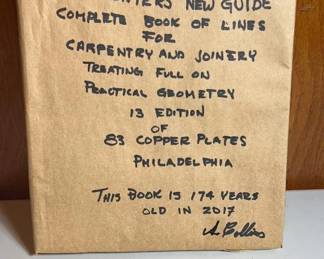 NEW GUIDE
COMPLETE BOOK OF LINES
FOR
CARPENTRY AND JOINERY
TREATING FULL ON
PRACTICAL GEOMETRY
13 EDITION
OF
83 COPPER PLATES
PHILADELPHIA
THIS BOOK IS 174 YEARS
OLD IN 2017